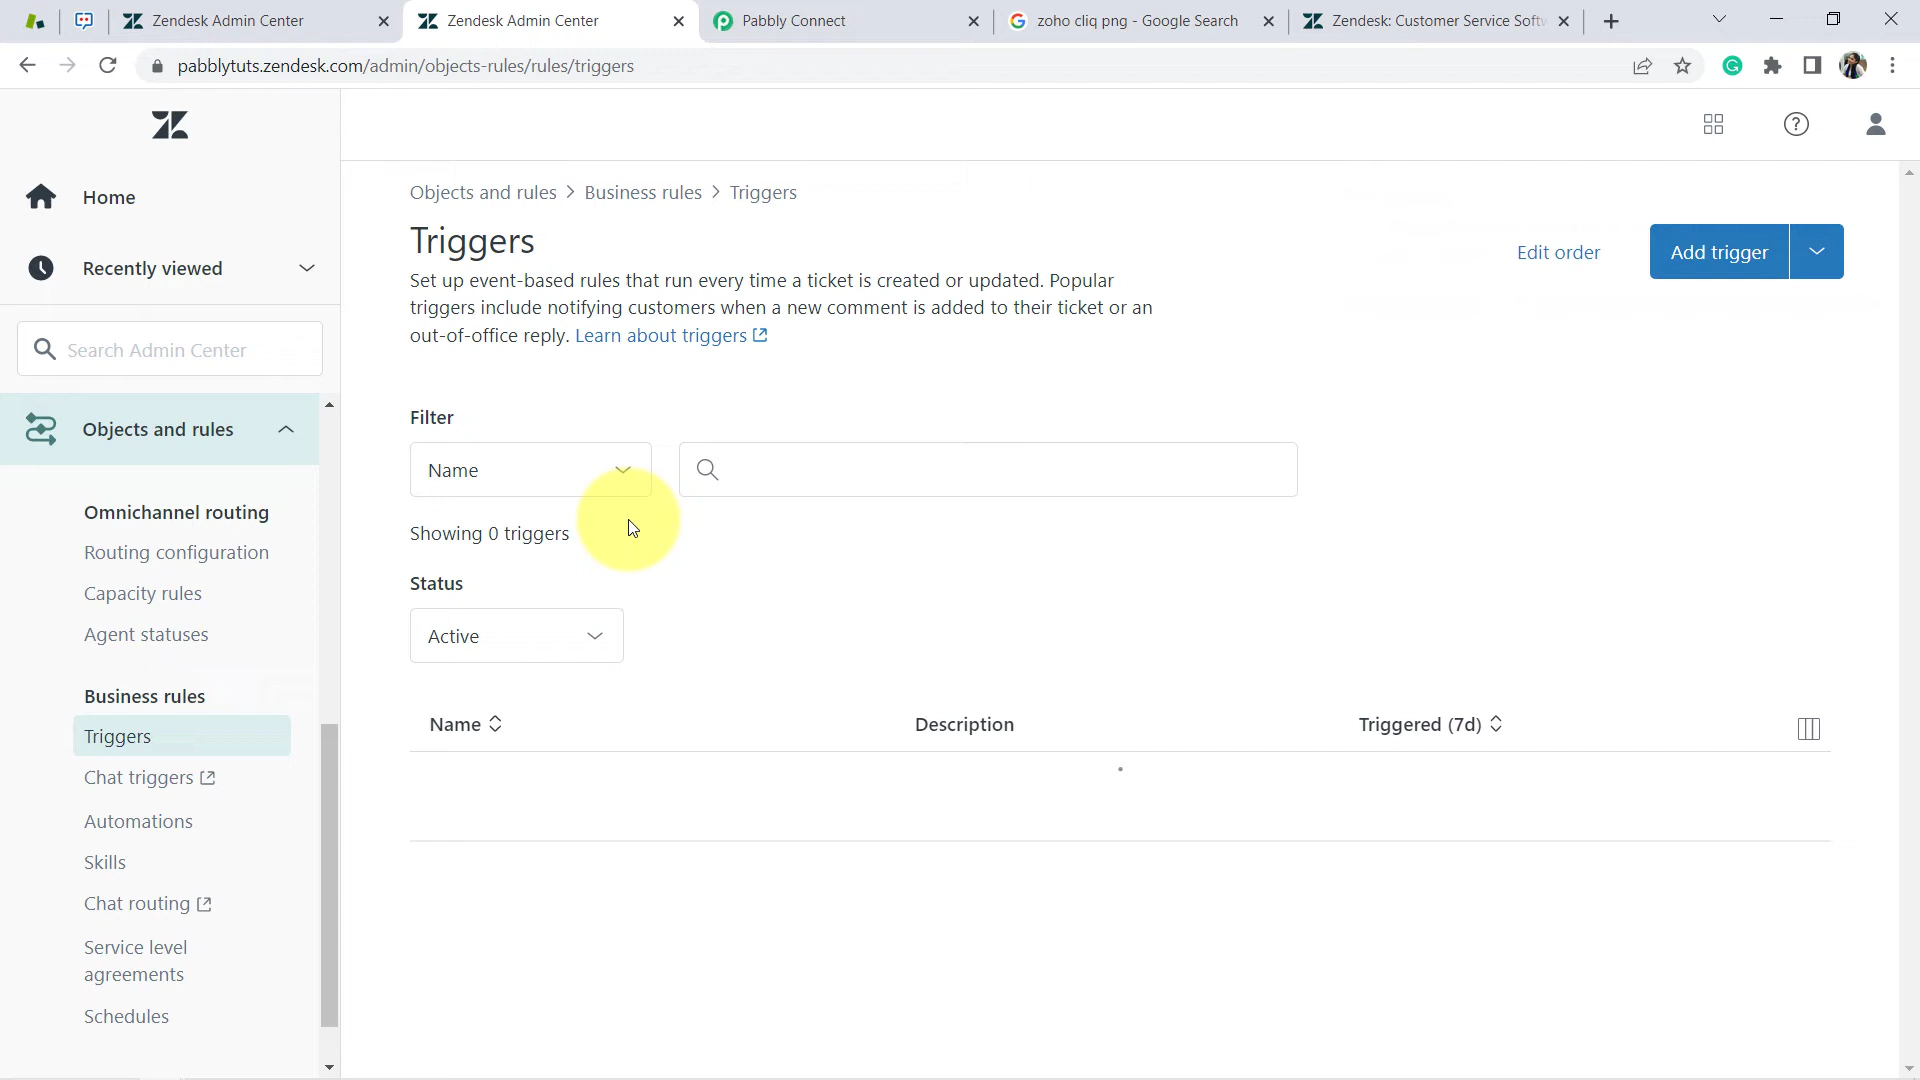 Zendesk Admin Center
Zendesk Admin Center
Pabbly Connect
zoho cliq png - Google Search
Zendesk: Customer Service Softw
pabblytuts.zendesk.com/admin/objects-rules/rules/triggers
Home
Recently viewed
Search Admin Center
Objects and rules
Omnichannel routing
Routing configuration
Capacity rules
Agent statuses
Business rules
Triggers
Chat triggers
Automations
Skills
Chat routing
Service level
agreements
Schedules
Objects and rules > Business rules > Triggers
Triggers
Edit order
Add trigger
Set up event-based rules that run every time a ticket is created or updated. Popular
triggers include notifying customers when a new comment is added to their ticket or an
out-of-office reply. Learn about triggers
Filter
Name
Showing 0 triggers
Status
Active
Name
Description
Triggered (7d)